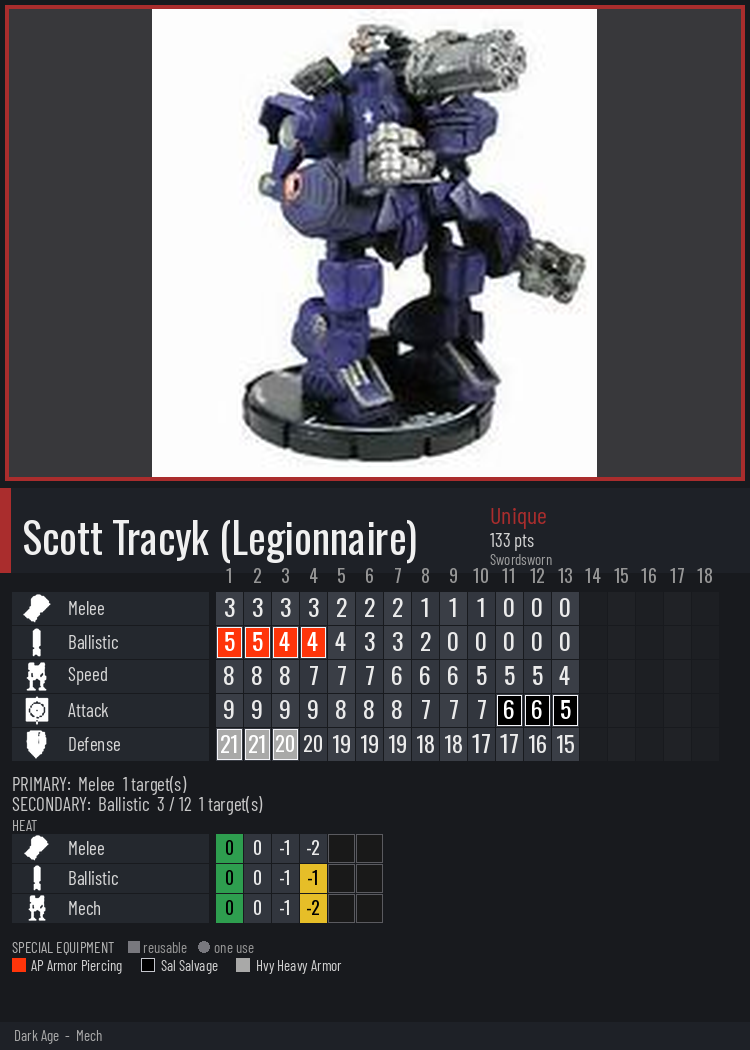 Scott Tracyk (Legionnaire)
Unique
133 pts
Swordsworn
1 2 3 4 5 6 7 8 9 10 11 12 13 14 15 16 17 18
Melee 3 3 3 3 2 2 2 1 1 1 0 0 0
Ballistic 5 5 4 4 4 3 3 2 0 0 0 0 0
Speed 8 8 8 7 7 7 6 6 6 5 5 5 4
Attack 9 9 9 9 8 8 8 7 7 7 6 6 5
Defense 21 21 20 20 19 19 19 18 18 17 17 16 15
PRIMARY: Melee 1 target(s)
SECONDARY: Ballistic 3 / 12 1 target(s)
HEAT
Melee 0 0 -1 -2
Ballistic 0 0 -1 -1
Mech 0 0 -1 -2
SPECIAL EQUIPMENT reusable one use
AP Armor Piercing Sal Salvage Hvy Heavy Armor
Dark Age - Mech